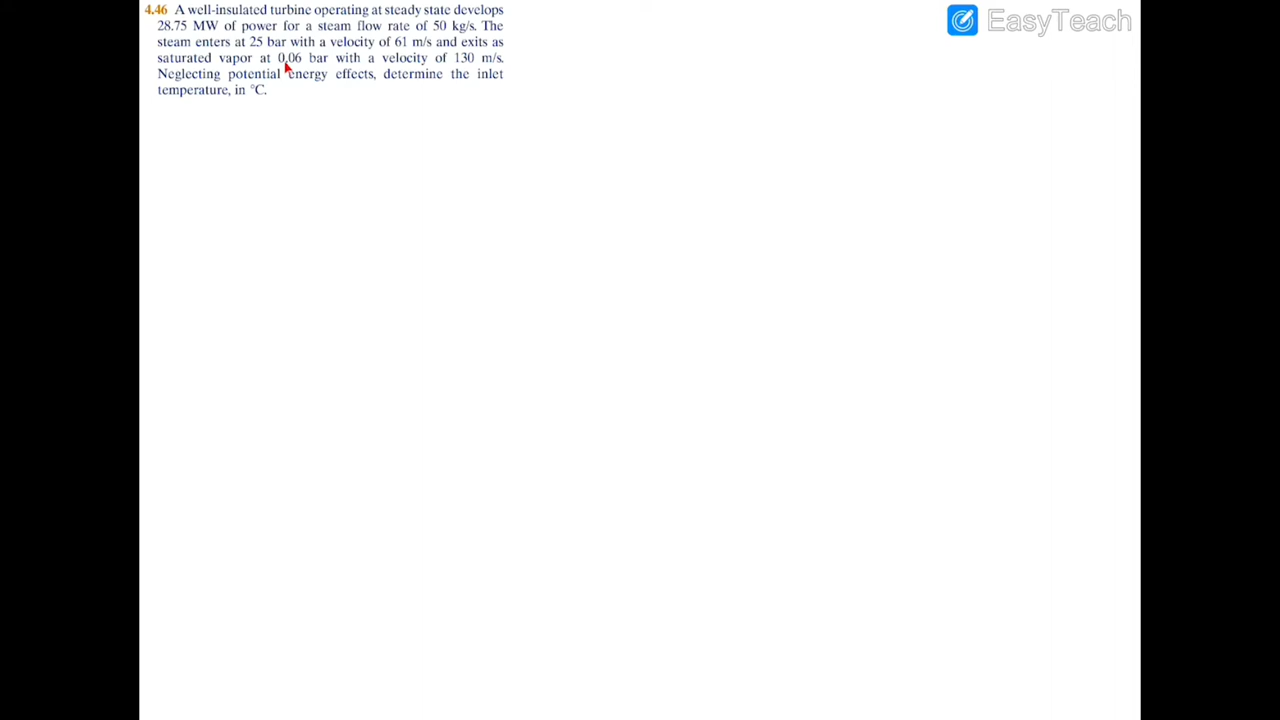 4.46 A well-insulated turbine operating at steady state develops
28.75 MW of power for a steam flow rate of 50 kg/s. The
steam enters at 25 bar with a velocity of 61 m/s and exits as
saturated vapor at 0.06 bar with a velocity of 130 m/s.
Neglecting potential energy effects, determine the inlet
temperature, in °C.
EasyTeach